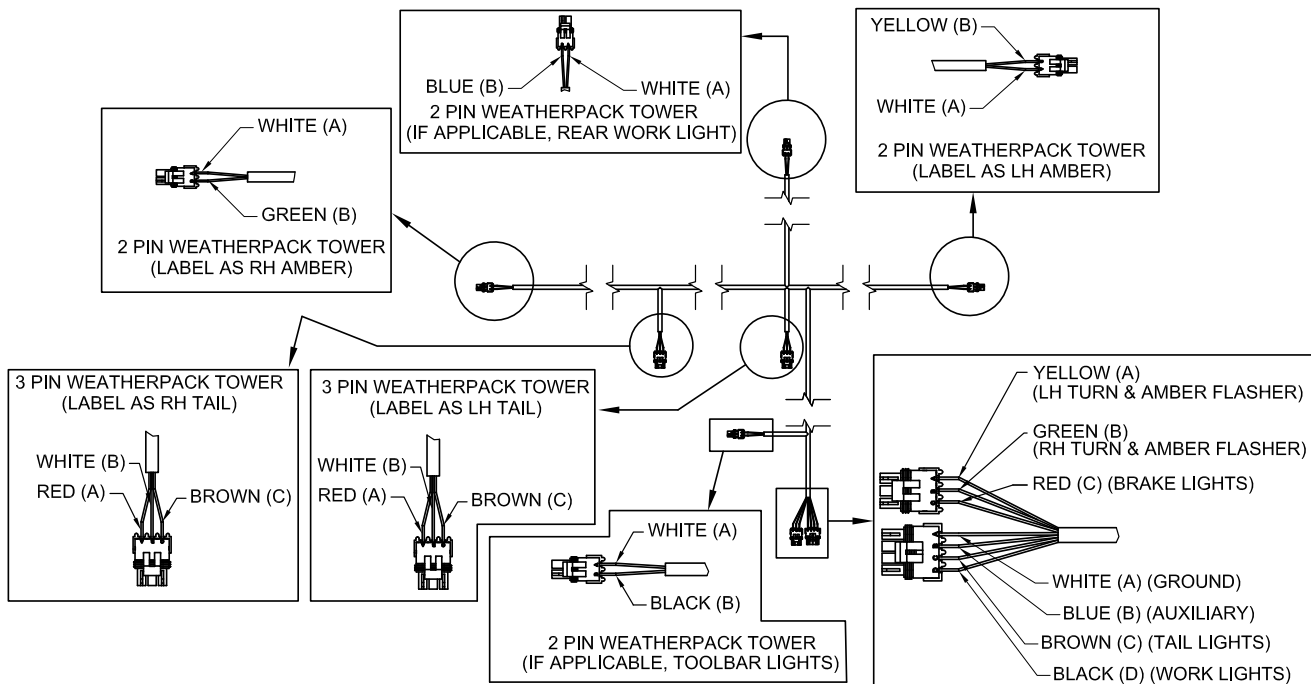 BLUE (B)
WHITE (A)
2 PIN WEATHERPACK TOWER
(IF APPLICABLE, REAR WORK LIGHT)
YELLOW (B)
WHITE (A)
2 PIN WEATHERPACK TOWER
(LABEL AS LH AMBER)
WHITE (A)
GREEN (B)
2 PIN WEATHERPACK TOWER
(LABEL AS RH AMBER)
3 PIN WEATHERPACK TOWER
(LABEL AS RH TAIL)
WHITE (B)
RED (A)
BROWN (C)
3 PIN WEATHERPACK TOWER
(LABEL AS LH TAIL)
WHITE (B)
RED (A)
BROWN (C)
WHITE (A)
BLACK (B)
2 PIN WEATHERPACK TOWER
(IF APPLICABLE, TOOLBAR LIGHTS)
YELLOW (A)
(LH TURN & AMBER FLASHER)
GREEN (B)
(RH TURN & AMBER FLASHER)
RED (C) (BRAKE LIGHTS)
WHITE (A) (GROUND)
BLUE (B) (AUXILIARY)
BROWN (C) (TAIL LIGHTS)
BLACK (D) (WORK LIGHTS)